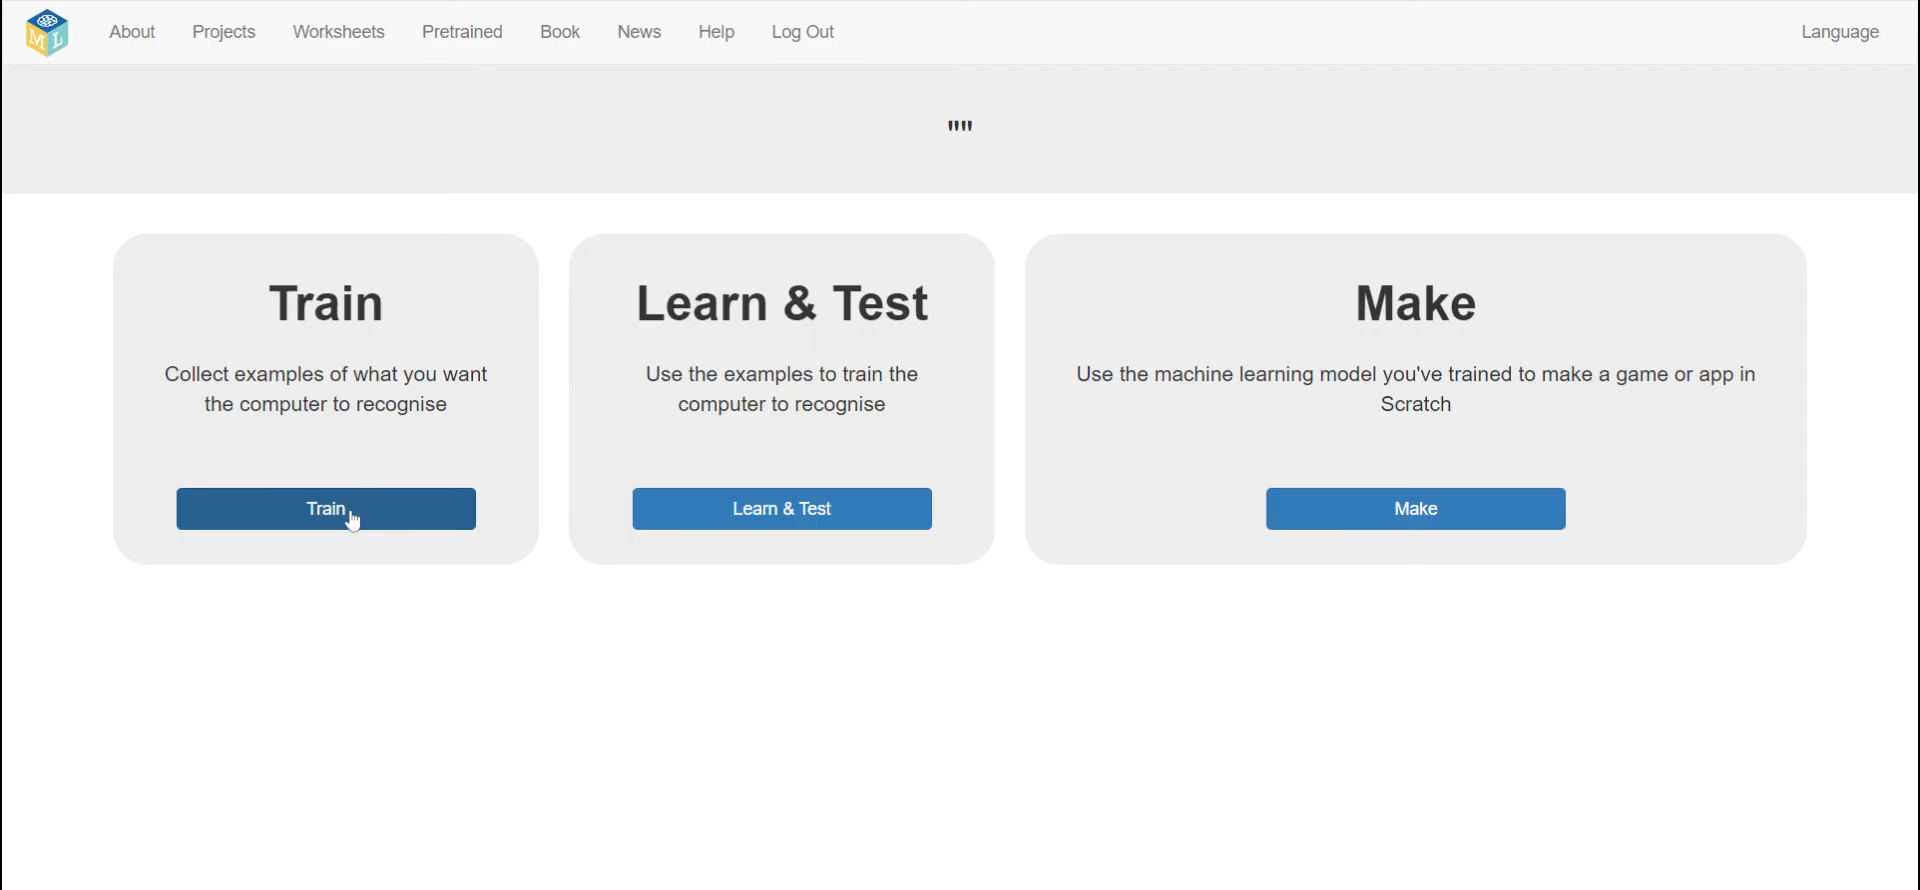 M L
About Projects Worksheets Pretrained Book News Help Log Out Language
""
Train
Collect examples of what you want
the computer to recognise
Train
Learn & Test
Use the examples to train the
computer to recognise
Learn & Test
Make
Use the machine learning model you've trained to make a game or app in
Scratch
Make